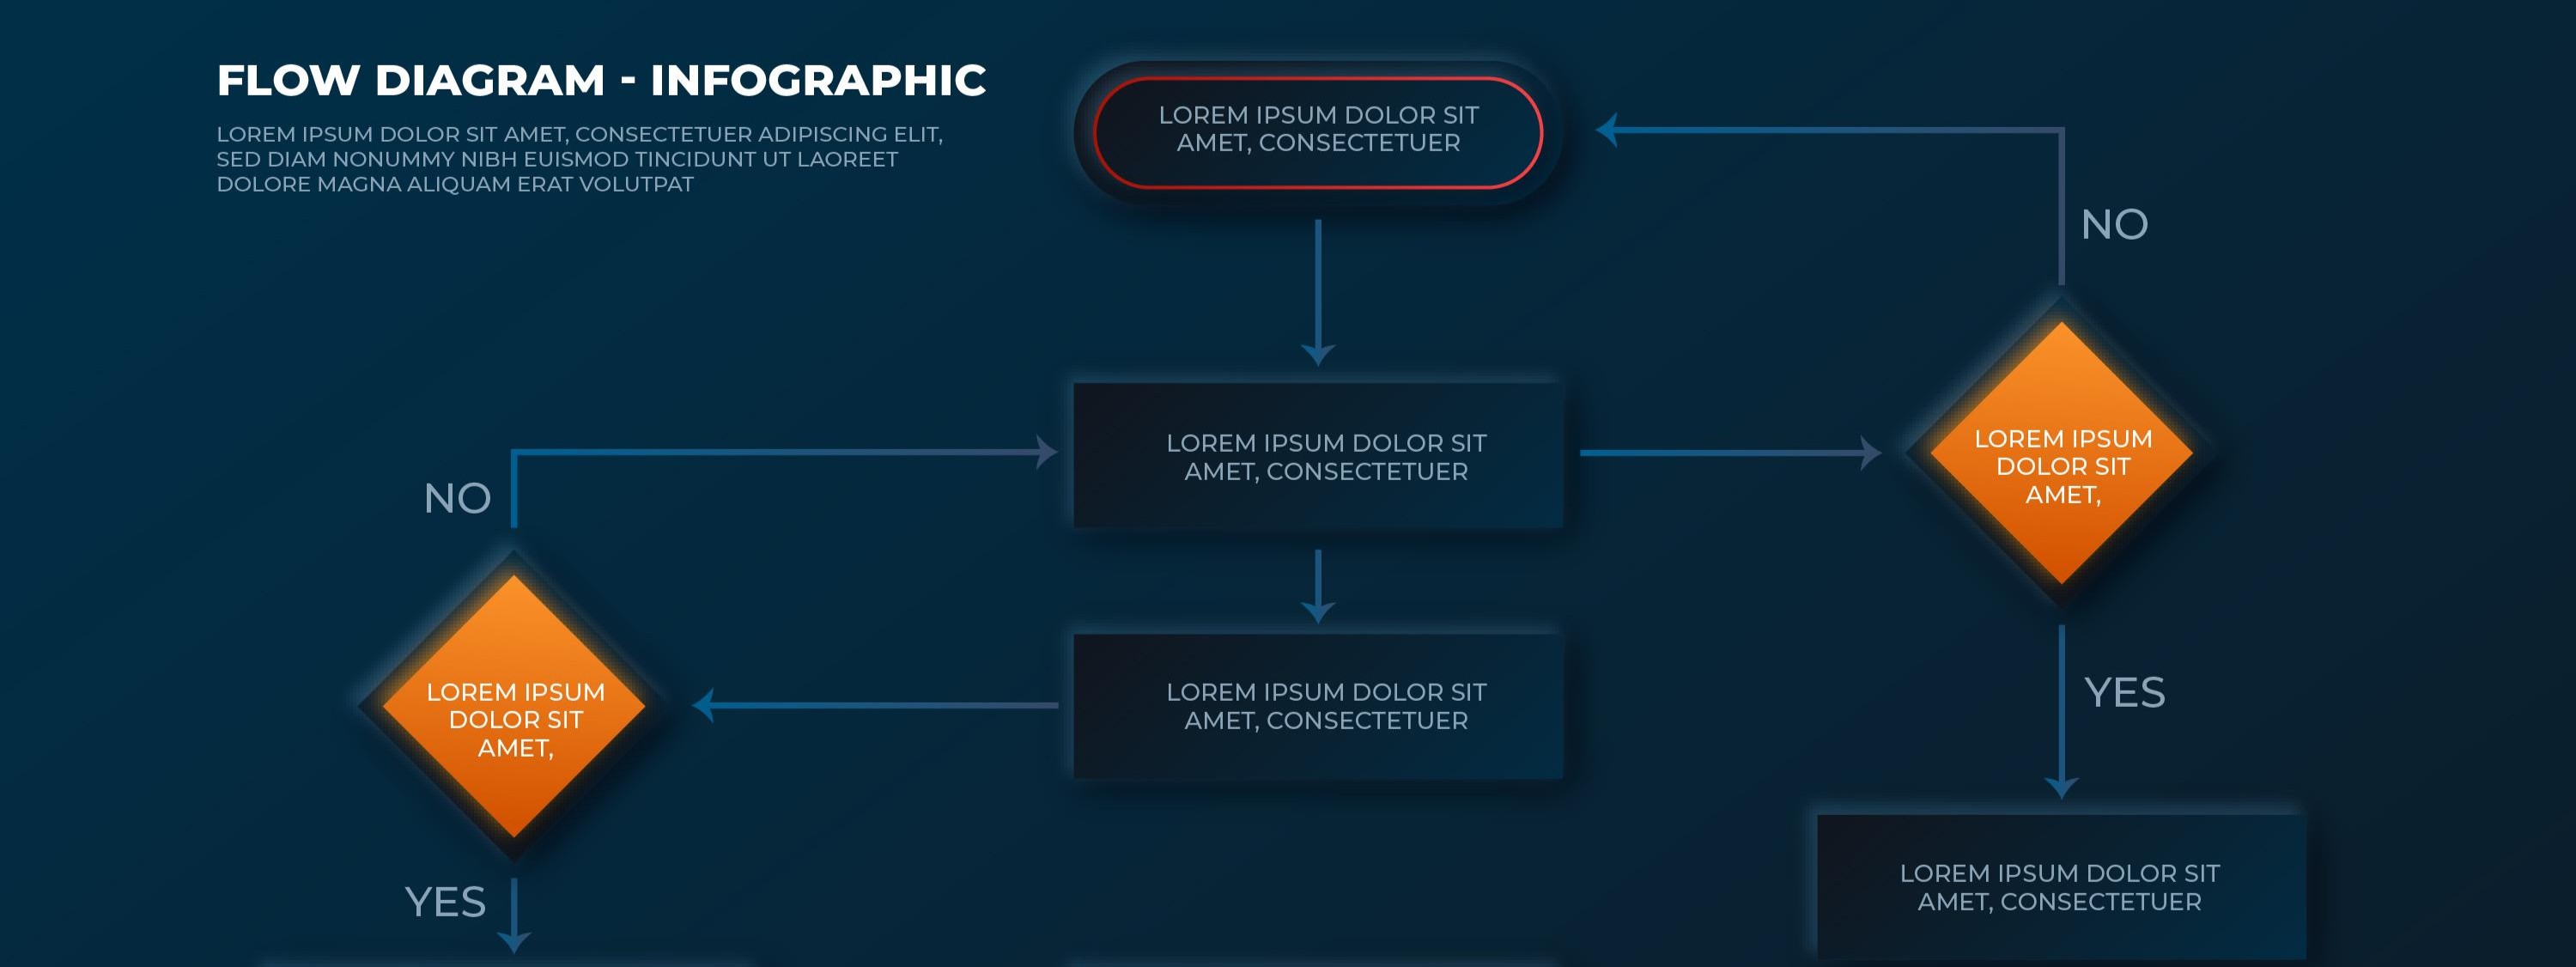 FLOW DIAGRAM - INFOGRAPHIC
LOREM IPSUM DOLOR SIT AMET, CONSECTETUER ADIPISCING ELIT,
SED DIAM NONUMMY NIBH EUISMOD TINCIDUNT UT LAOREET
DOLORE MAGNA ALIQUAM ERAT VOLUTPAT
LOREM IPSUM DOLOR SIT
AMET, CONSECTETUER
NO
LOREM IPSUM DOLOR SIT
AMET, CONSECTETUER
LOREM IPSUM
DOLOR SIT
AMET,
NO
LOREM IPSUM
DOLOR SIT
AMET,
LOREM IPSUM DOLOR SIT
AMET, CONSECTETUER
YES
YES
LOREM IPSUM DOLOR SIT
AMET, CONSECTETUER